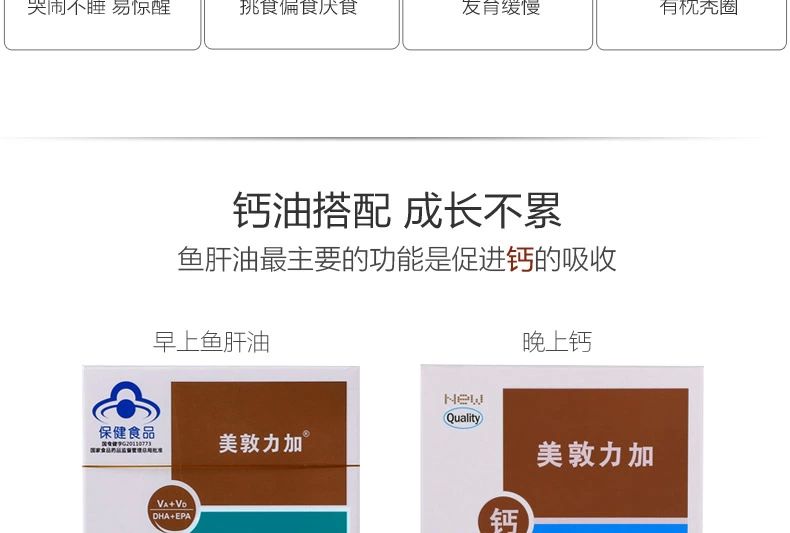 哭闹不睡 易惊醒
挑食偏食厌食
发育缓慢
有枕秃圈
钙油搭配 成长不累
鱼肝油最主要的功能是促进钙的吸收
早上鱼肝油
晚上钙
保健食品
国食健字G20110773
国家食品药品监督管理总局批准
美敦力加®
VA+VD
DHA+EPA
New
Quality
美敦力加
钙